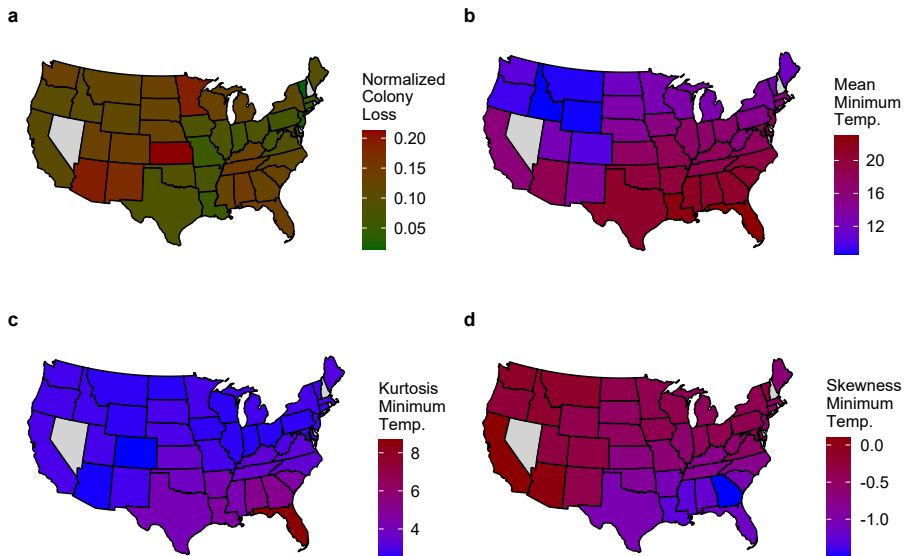 a
Normalized
Colony
Loss
0.20
0.15
0.10
0.05
b
Mean
Minimum
Temp.
20
16
12
c
Kurtosis
Minimum
Temp.
8
6
4
d
Skewness
Minimum
Temp.
0.0
-0.5
-1.0